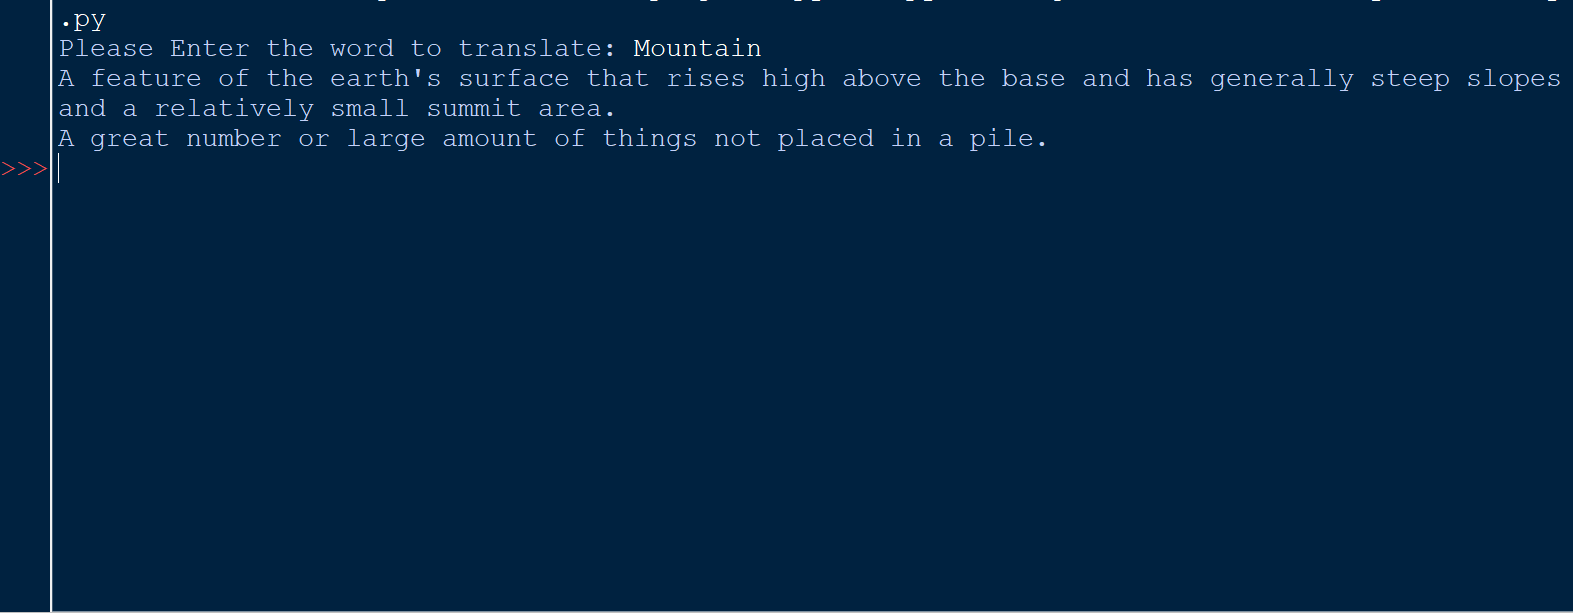 .py
Please Enter the word to translate: Mountain
A feature of the earth's surface that rises high above the base and has generally steep slopes
and a relatively small summit area.
A great number or large amount of things not placed in a pile.
>>>